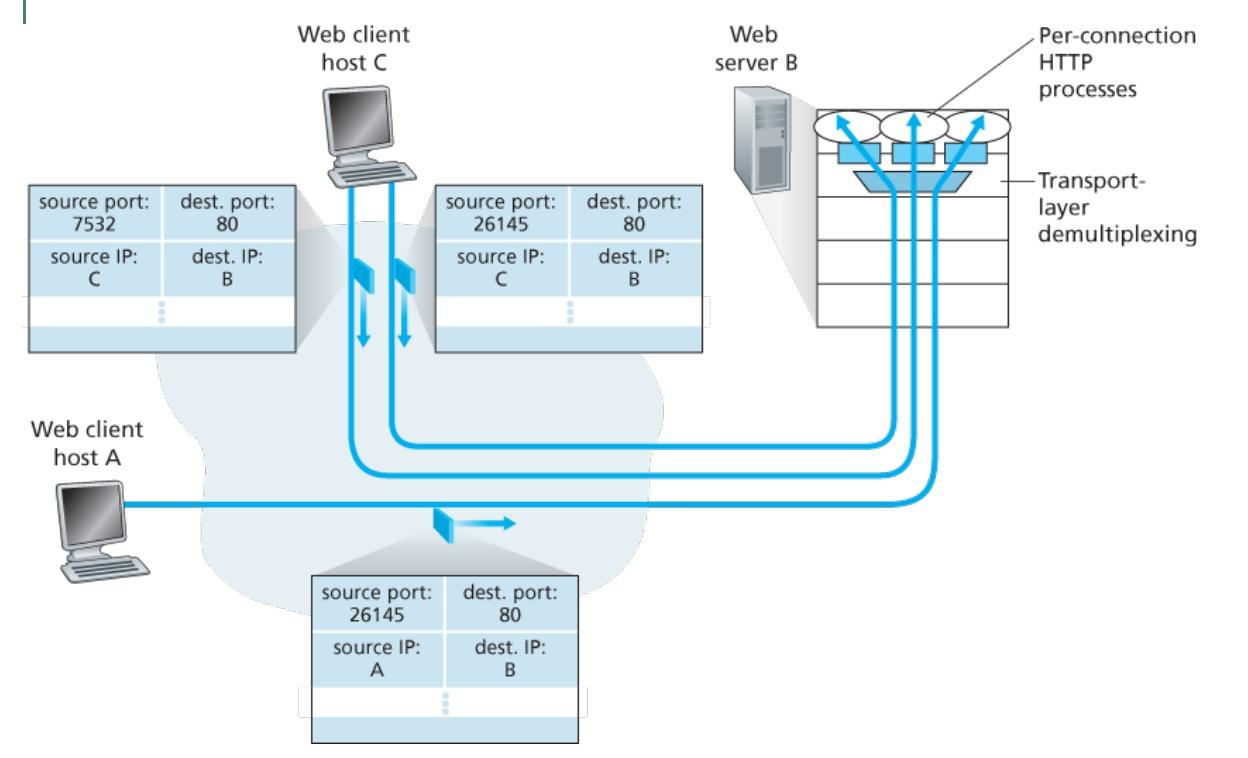 Web client
host C
Web
server B
Per-connection
HTTP
processes
Transport-
layer
demultiplexing
source port:
7532
dest. port:
80
source IP:
C
dest. IP:
B
source port:
26145
dest. port:
80
source IP:
C
dest. IP:
B
Web client
host A
source port:
26145
dest. port:
80
source IP:
A
dest. IP:
B